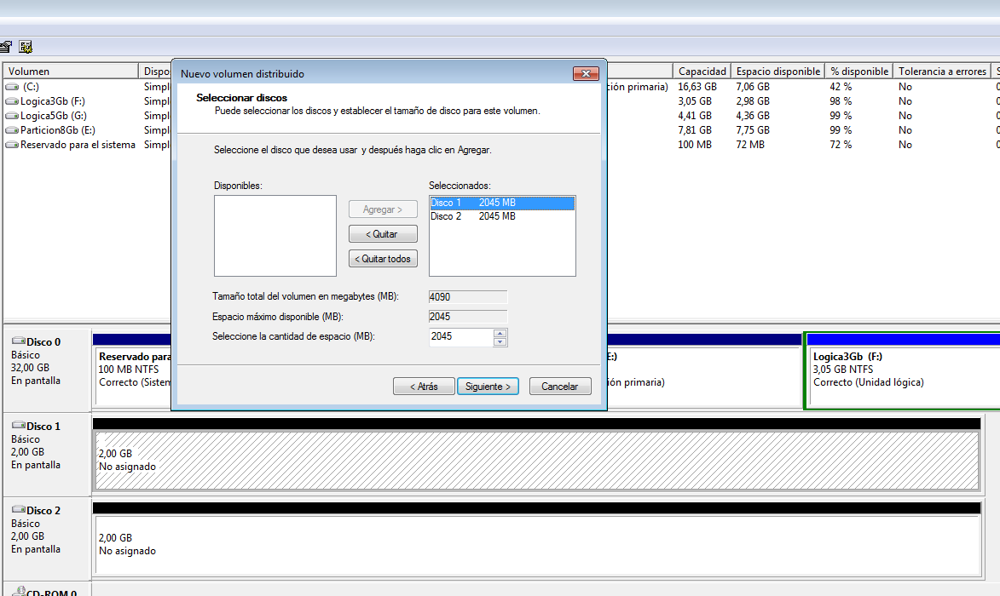 Volumen Dispo Capacidad Espacio disponible % disponible Tolerancia a errores
(C:) Simpl ción primaria) 16,63 GB 7,06 GB 42 % No
Logica3Gb (F:) Simpl 3,05 GB 2,98 GB 98 % No
Logica5Gb (G:) Simpl 4,41 GB 4,36 GB 99 % No
Particion8Gb (E:) Simpl 7,81 GB 7,75 GB 99 % No
Reservado para el sistema Simpl 100 MB 72 MB 72 % No
Nuevo volumen distribuido
Seleccionar discos
Puede seleccionar los discos y establecer el tamaño de disco para este volumen.
Seleccione el disco que desea usar y después haga clic en Agregar.
Disponibles: Seleccionados:
Agregar >
< Quitar
< Quitar todos
Disco 1 2045 MB
Disco 2 2045 MB
Tamaño total del volumen en megabytes (MB): 4090
Espacio máximo disponible (MB): 2045
Seleccione la cantidad de espacio (MB): 2045
< Atrás Siguiente > Cancelar
Disco 0
Básico
32,00 GB
En pantalla
Reservado para
100 MB NTFS
Correcto (Sisten
E:)
ión primaria)
Logica3Gb (F:)
3,05 GB NTFS
Correcto (Unidad lógica)
Disco 1
Básico
2,00 GB
En pantalla
2,00 GB
No asignado
Disco 2
Básico
2,00 GB
En pantalla
2,00 GB
No asignado
CD-ROM 0